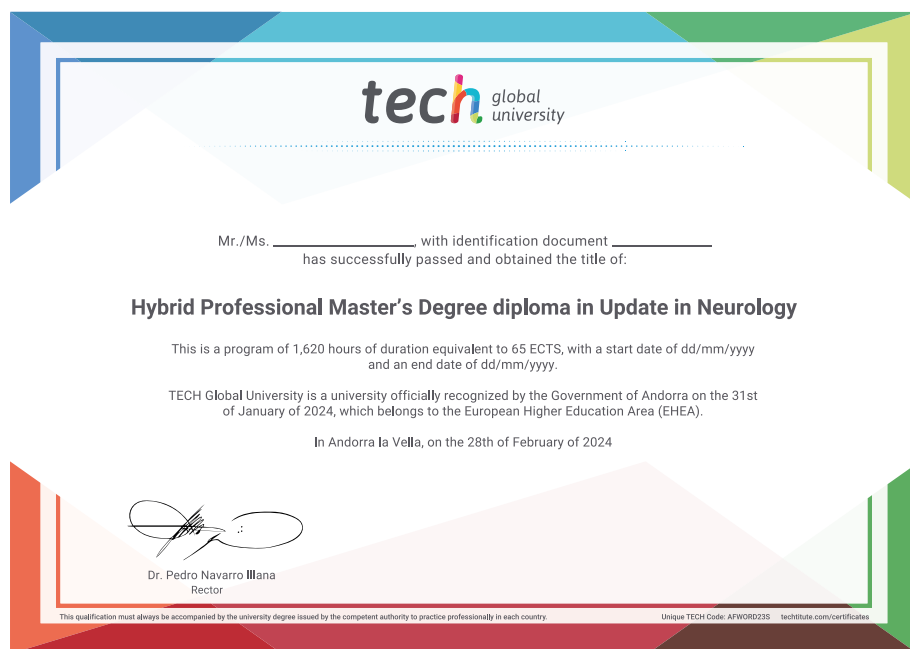 tech global university
Mr./Ms. ____________, with identification document ____________
has successfully passed and obtained the title of:
Hybrid Professional Master’s Degree diploma in Update in Neurology
This is a program of 1,620 hours of duration equivalent to 65 ECTS, with a start date of dd/mm/yyyy
and an end date of dd/mm/yyyy.
TECH Global University is a university officially recognized by the Government of Andorra on the 31st
of January of 2024, which belongs to the European Higher Education Area (EHEA).
In Andorra la Vella, on the 28th of February of 2024
Dr. Pedro Navarro Illana
Rector
This qualification must always be accompanied by the university degree issued by the competent authority to practice professionally in each country. Unique TECH Code: AFWORD23S techtitute.com/certificates